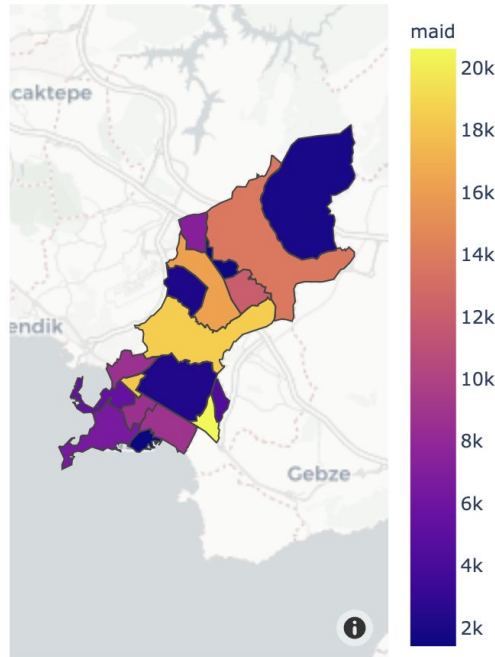 maid
caktepe
endik
Gebze
20k
18k
16k
14k
12k
10k
8k
6k
4k
2k
i